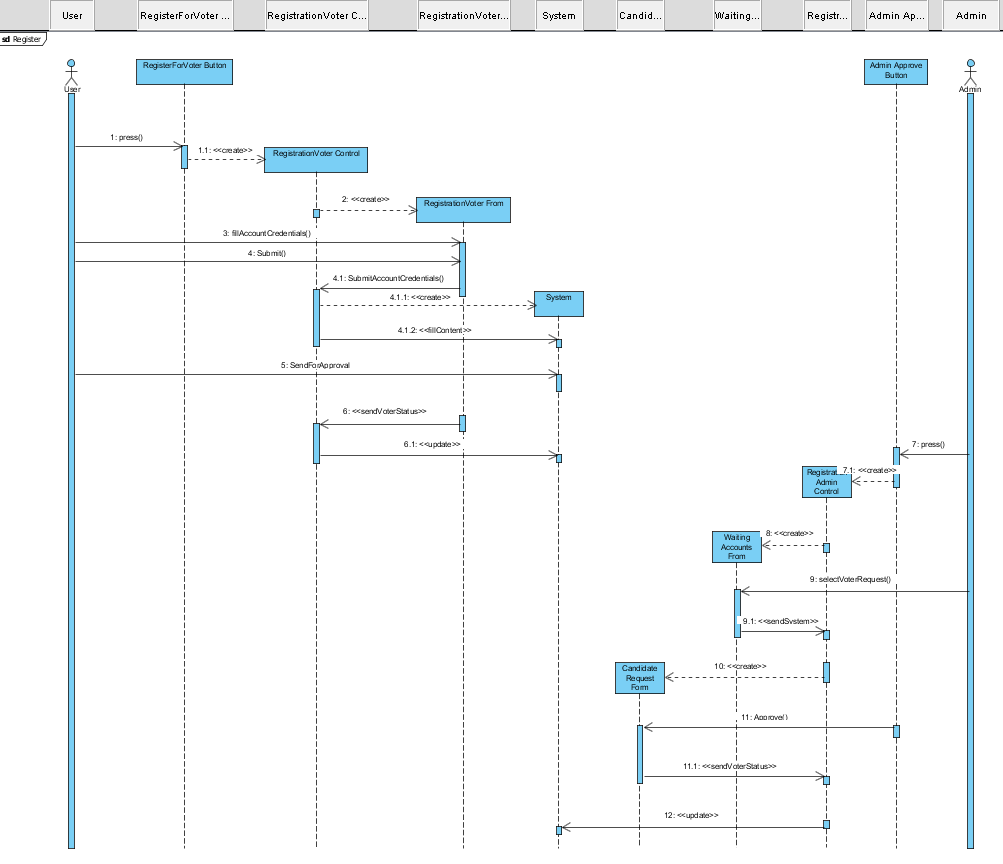 User
RegisterForVoter ...
RegistrationVoter C...
RegistrationVoter...
System
Candid...
Waiting...
Registr...
Admin Ap...
Admin
sd Register
User
RegisterForVoter Button
Admin Approve
Button
Admin
1: press()
1.1: <<create>>
RegistrationVoter Control
2: <<create>>
RegistrationVoter From
3: fillAccountCredentials()
4: Submit()
4.1: SubmitAccountCredentials()
4.1.1: <<create>>
System
4.1.2: <<fillContent>>
5: SendForApproval
6: <<sendVoterStatus>>
6.1: <<update>>
7: press()
7.1: <<create>>
Admin
Control
8: <<create>>
Waiting
Accounts
From
9: selectVoterRequest()
9.1: <<sendSystem>>
Candidate
Request
Form
10: <<create>>
11: Approve()
11.1: <<sendVoterStatus>>
12: <<update>>